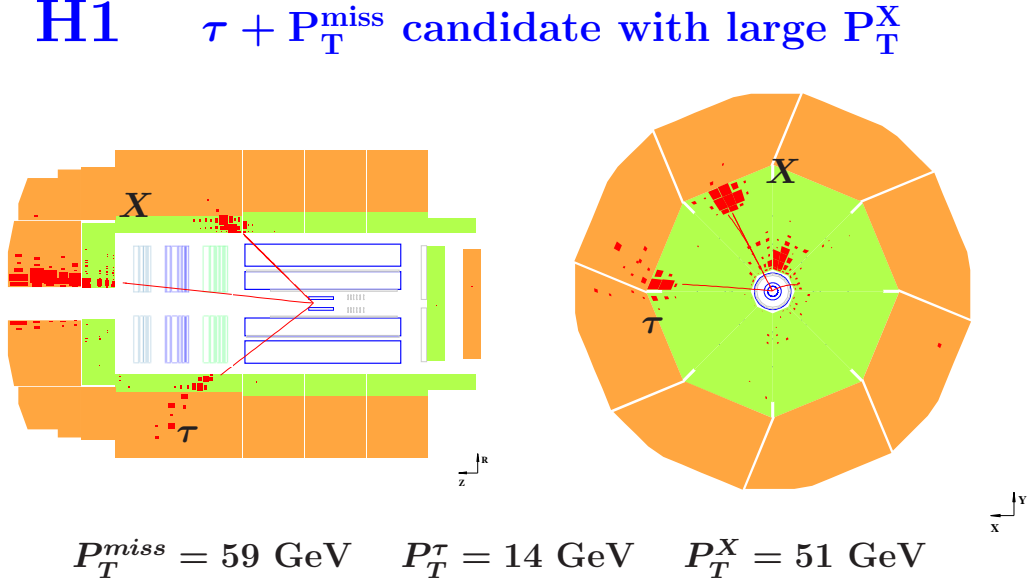 H1 τ + P_T^miss candidate with large P_T^X
X
X
τ
τ
R
Z
Y
X
P_T^miss = 59 GeV P_T^τ = 14 GeV P_T^X = 51 GeV